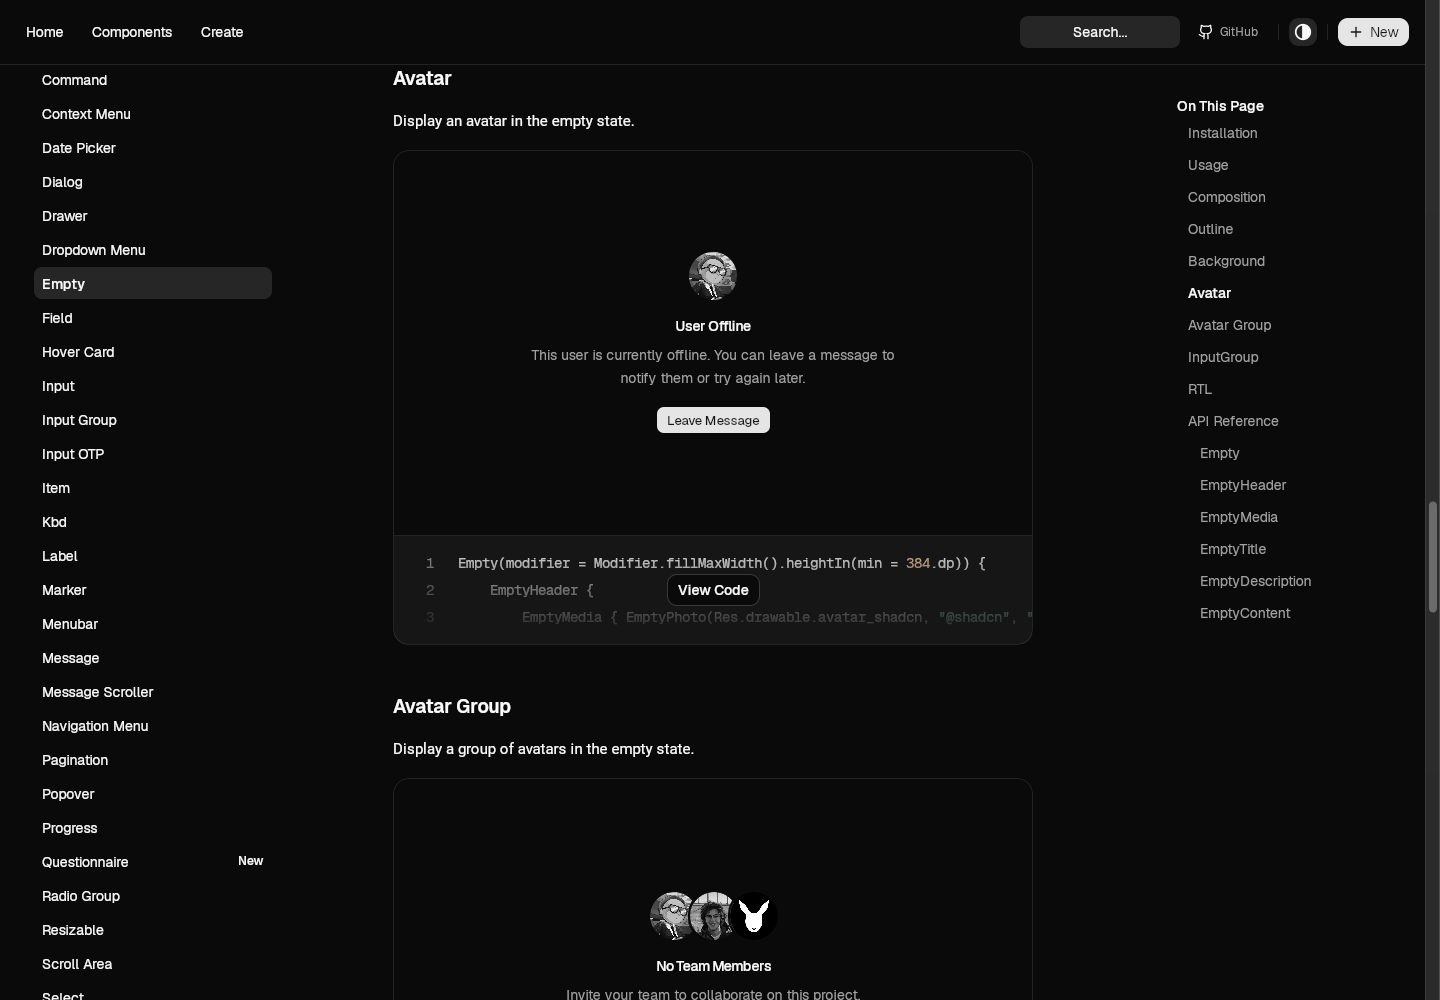 Home
Components
Create
Search...
GitHub
New
Command
Context Menu
Date Picker
Dialog
Drawer
Dropdown Menu
Empty
Field
Hover Card
Input
Input Group
Input OTP
Item
Kbd
Label
Marker
Menubar
Message
Message Scroller
Navigation Menu
Pagination
Popover
Progress
Questionnaire New
Radio Group
Resizable
Scroll Area
Select
Avatar
Display an avatar in the empty state.
User Offline
This user is currently offline. You can leave a message to
notify them or try again later.
Leave Message
1 Empty(modifier = Modifier.fillMaxWidth().heightIn(min = 384.dp)) {
2 EmptyHeader {
View Code
3 EmptyMedia { EmptyPhoto(Res.drawable.avatar_shadcn, "@shadcn", "
Avatar Group
Display a group of avatars in the empty state.
No Team Members
Invite your team to collaborate on this project.
On This Page
Installation
Usage
Composition
Outline
Background
Avatar
Avatar Group
InputGroup
RTL
API Reference
Empty
EmptyHeader
EmptyMedia
EmptyTitle
EmptyDescription
EmptyContent